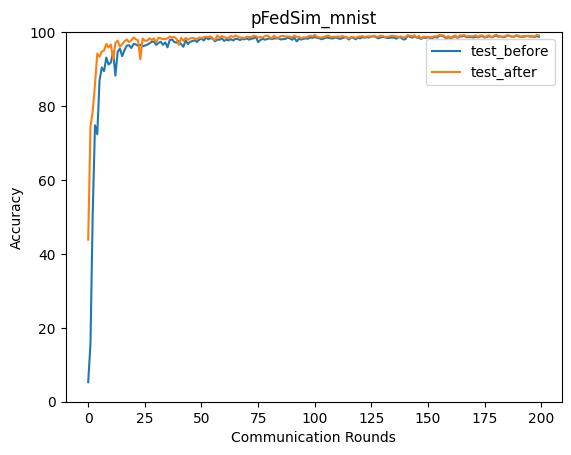 pFedSim_mnist
100
80
60
40
20
0
Accuracy
test_before
test_after
0 25 50 75 100 125 150 175 200
Communication Rounds